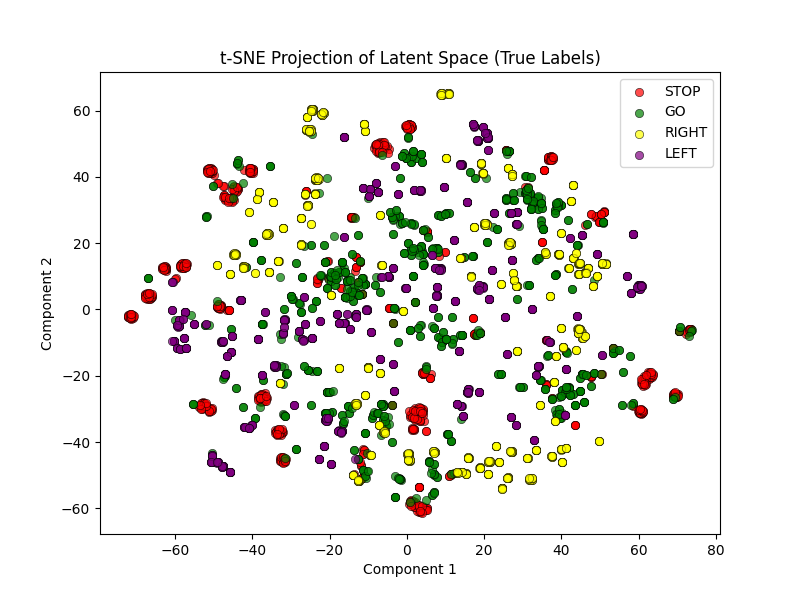 t-SNE Projection of Latent Space (True Labels)
STOP
GO
RIGHT
LEFT
60
40
20
0
−20
−40
−60
Component 2
−60 −40 −20 0 20 40 60 80
Component 1